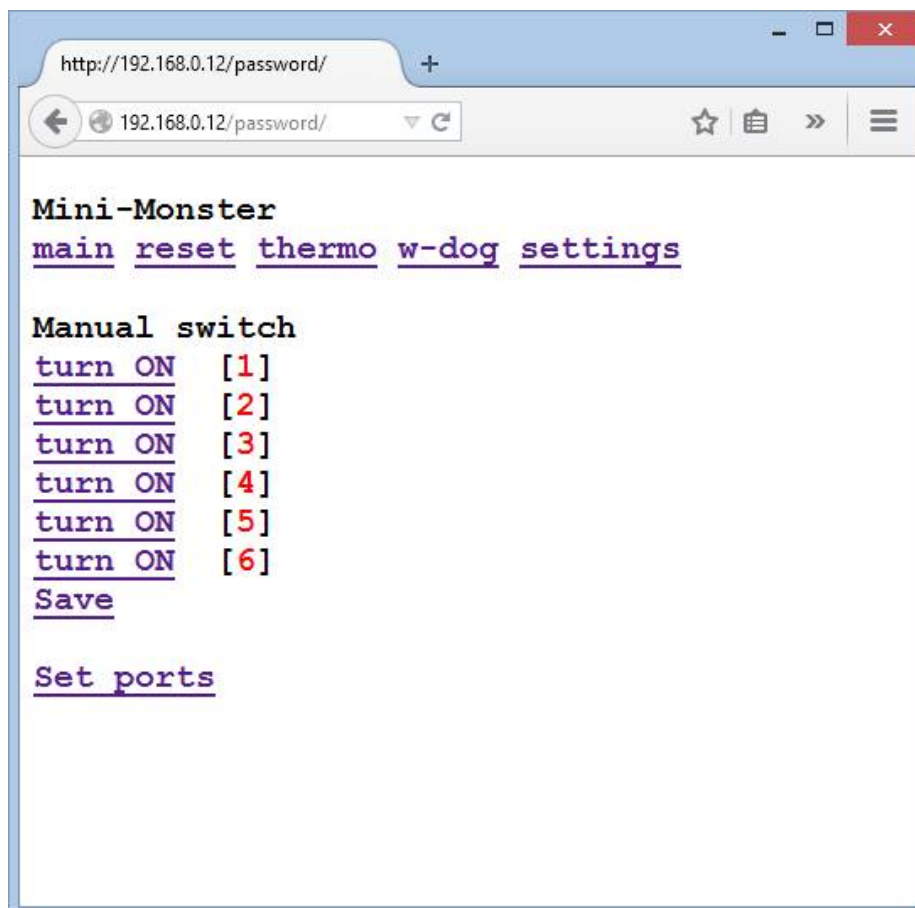 http://192.168.0.12/password/
192.168.0.12/password/
Mini-Monster
main reset thermo w-dog settings
Manual switch
turn ON [1]
turn ON [2]
turn ON [3]
turn ON [4]
turn ON [5]
turn ON [6]
Save
Set ports